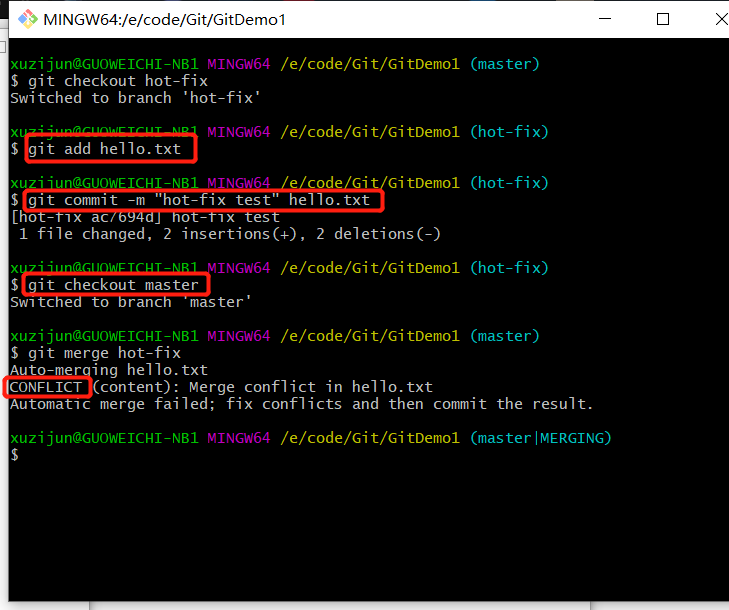 MINGW64:/e/code/Git/GitDemo1
xuzijun@GUOWEICHI-NB1 MINGW64 /e/code/Git/GitDemo1 (master)
$ git checkout hot-fix
Switched to branch 'hot-fix'
xuzijun@GUOWEICHI-NB1 MINGW64 /e/code/Git/GitDemo1 (hot-fix)
$ git add hello.txt
xuzijun@GUOWEICHI-NB1 MINGW64 /e/code/Git/GitDemo1 (hot-fix)
$ git commit -m "hot-fix test" hello.txt
[hot-fix ac7694d] hot-fix test
1 file changed, 2 insertions(+), 2 deletions(-)
xuzijun@GUOWEICHI-NB1 MINGW64 /e/code/Git/GitDemo1 (hot-fix)
$ git checkout master
Switched to branch 'master'
xuzijun@GUOWEICHI-NB1 MINGW64 /e/code/Git/GitDemo1 (master)
$ git merge hot-fix
Auto-merging hello.txt
CONFLICT (content): Merge conflict in hello.txt
Automatic merge failed; fix conflicts and then commit the result.
xuzijun@GUOWEICHI-NB1 MINGW64 /e/code/Git/GitDemo1 (master|MERGING)
$